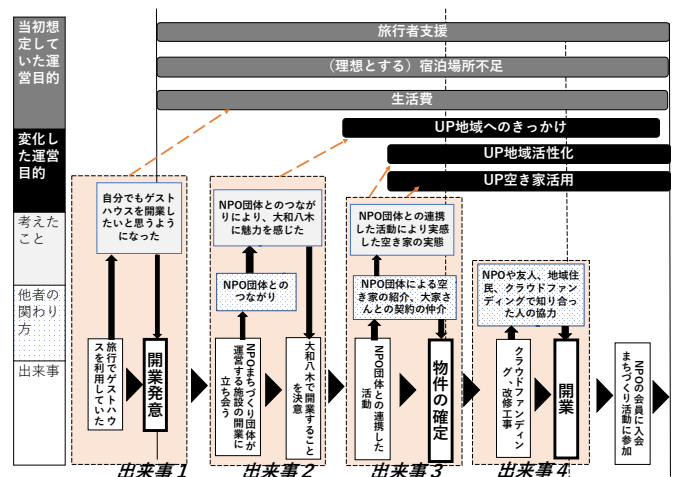 当初想
定して
いた運
営目的
変化し
た運営
目的
考えた
こと
他者の
関わり
方
出来事
旅行者支援
（理想とする）宿泊場所不足
生活費
UP地域へのきっかけ
UP地域活性化
UP空き家活用
自分でもゲスト
ハウスを開業し
たいと思うよう
になった
旅行でゲストハウ
スを利用していた
開業発意
出来事１
NPO団体とのつなが
りにより、大和八木
に魅力を感じた
NPO団体との
つながり
NPOまちづくり団体が
運営する施設の開業に
立ち会う
大和八木で開業すること
を決意
出来事２
NPO団体との連携
した活動により実感
した空き家の実態
NPO団体による空
き家の紹介、大家さ
んとの契約の仲介
NPO団体との連携した
活動
物件の確定
出来事３
NPOや友人、地域住
民、クラウドファン
ディングで知り合っ
た人の協力
クラウドファンディン
グ、改修工事
開業
出来事４
NPOSの会員に入会
まちづくり活動に参加